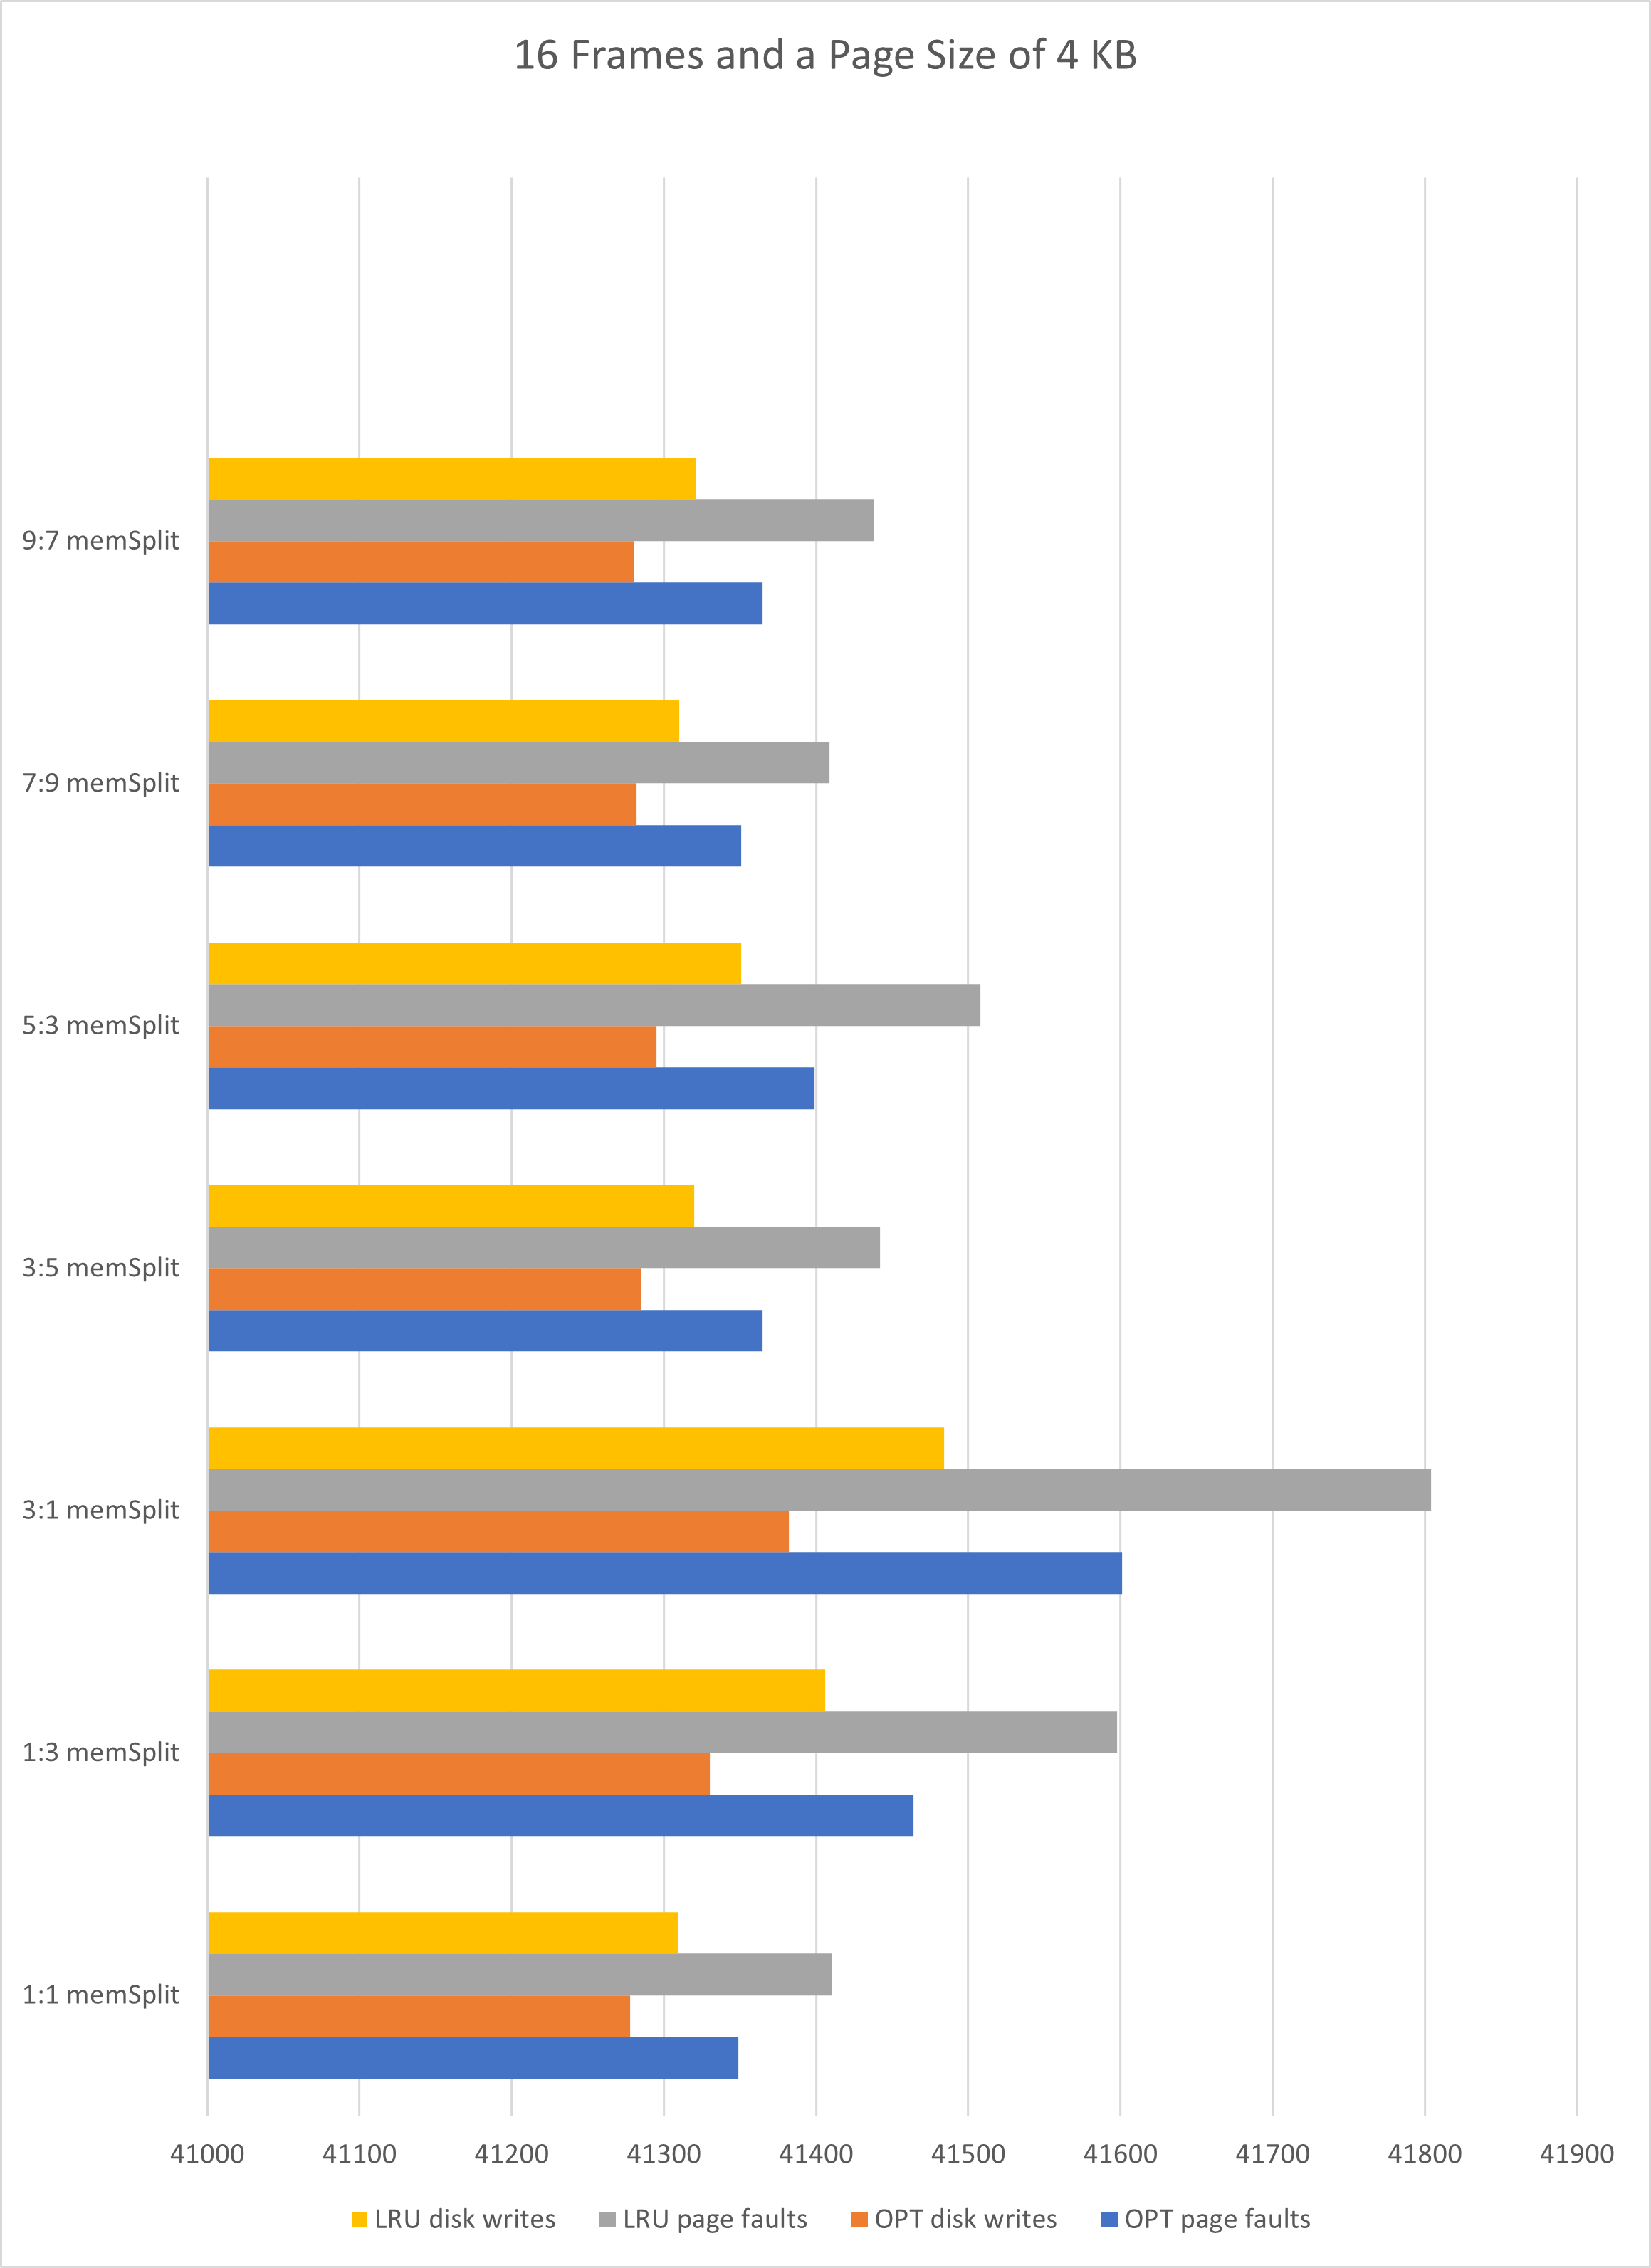 16 Frames and a Page Size of 4 KB
9:7 memSplit
7:9 memSplit
5:3 memSplit
3:5 memSplit
3:1 memSplit
1:3 memSplit
1:1 memSplit
41000 41100 41200 41300 41400 41500 41600 41700 41800 41900
LRU disk writes LRU page faults OPT disk writes OPT page faults